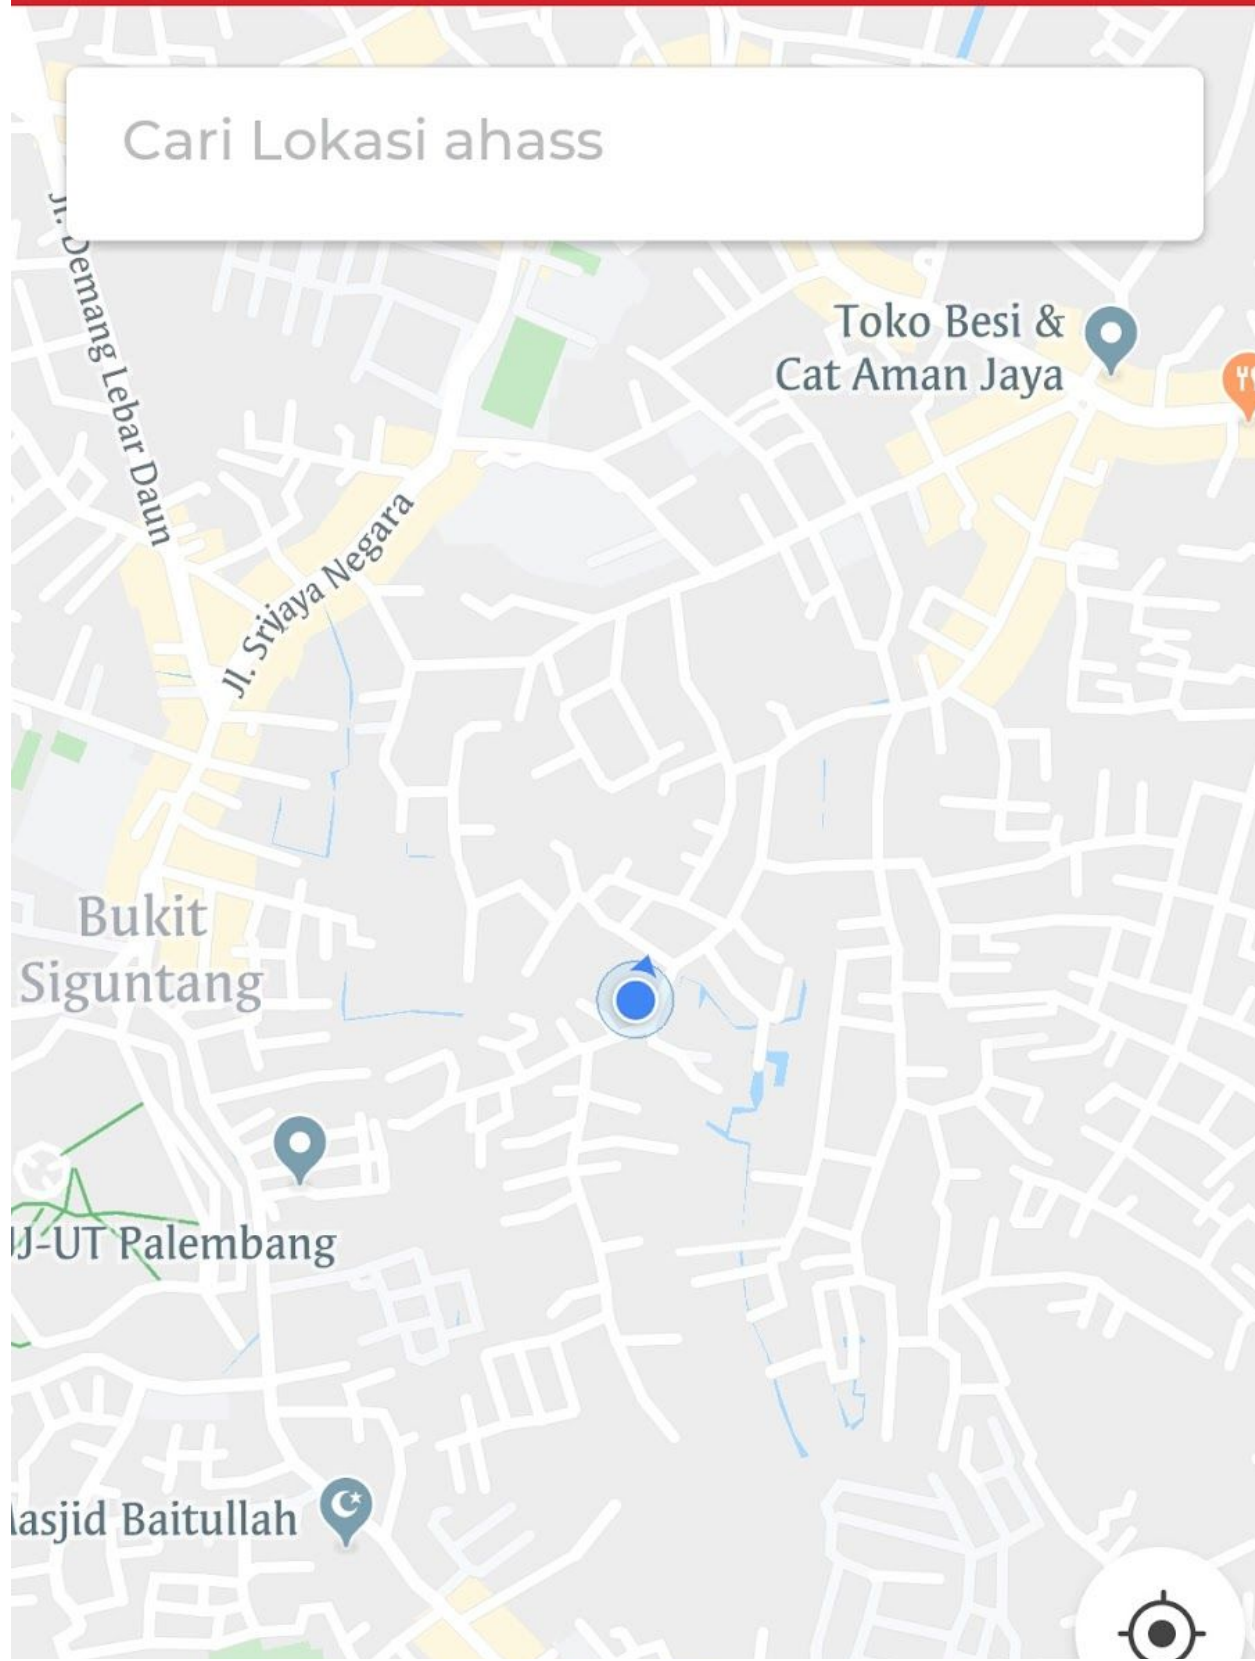 Cari Lokasi ahass
Jl. Demang Lebar Daun
Toko Besi &
Cat Aman Jaya
Jl. Srijaya Negara
Bukit
Siguntang
JJ-UT Palembang
asjid Baitullah